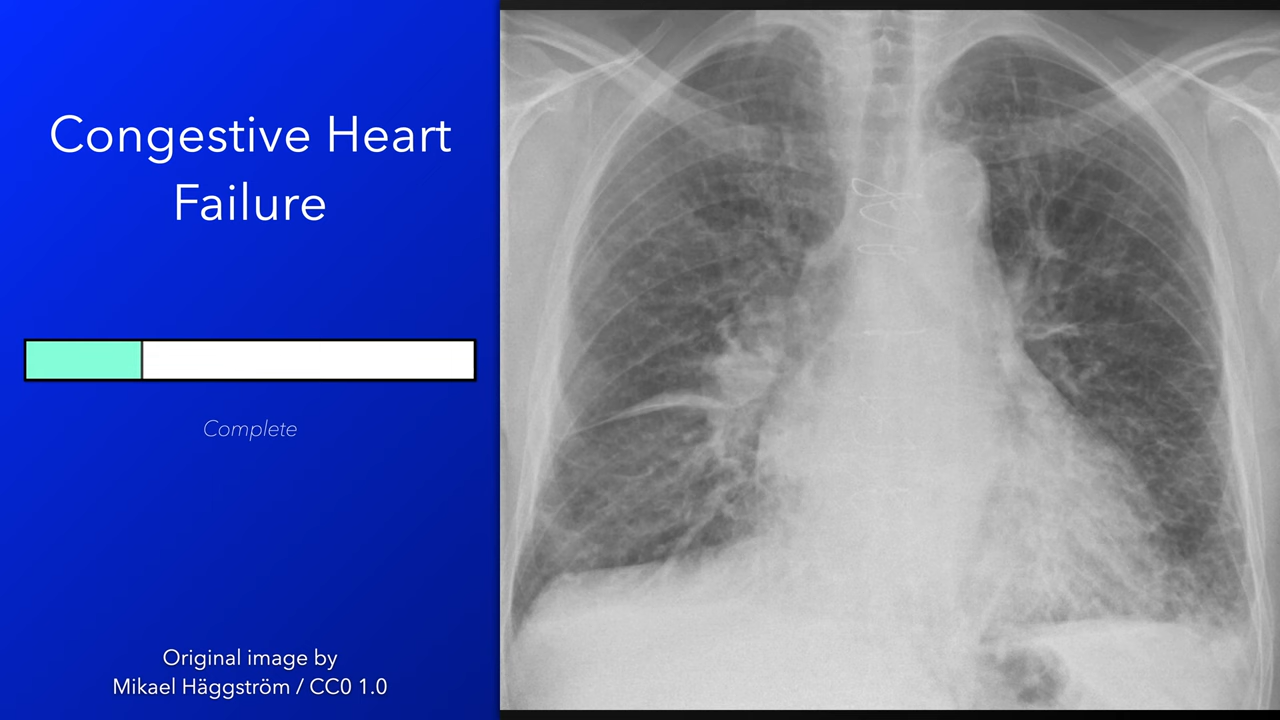 Congestive Heart
Failure
Complete
Original image by
Mikael Häggström / CC0 1.0